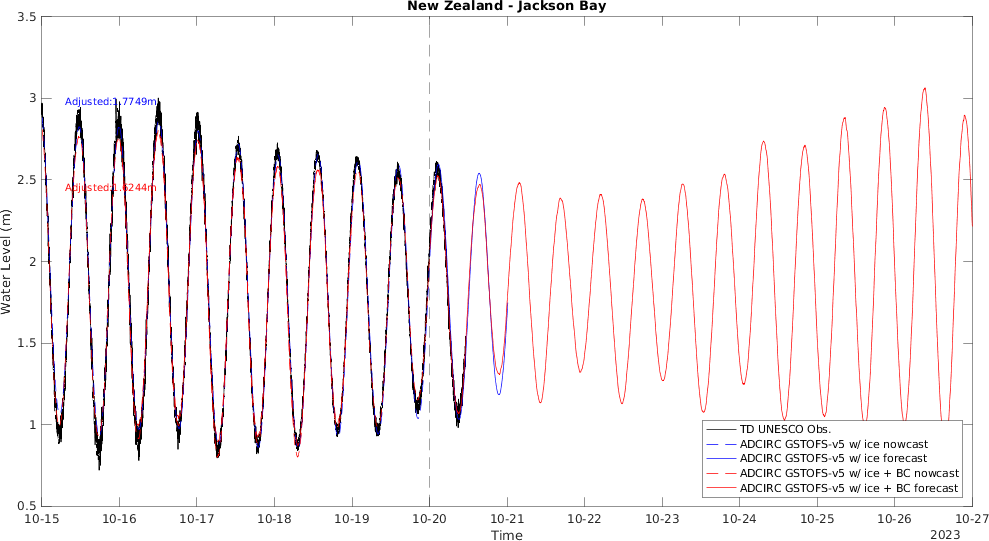 New Zealand - Jackson Bay
3.5
3
2.5
2
1.5
1
0.5
Water Level (m)
Adjusted:1.7749m
Adjusted:1.6244m
TD UNESCO Obs.
ADCIRC GSTOFS-v5 w/ ice nowcast
ADCIRC GSTOFS-v5 w/ ice forecast
ADCIRC GSTOFS-v5 w/ ice + BC nowcast
ADCIRC GSTOFS-v5 w/ ice + BC forecast
10-15 10-16 10-17 10-18 10-19 10-20 10-21 10-22 10-23 10-24 10-25 10-26 10-27
Time
2023